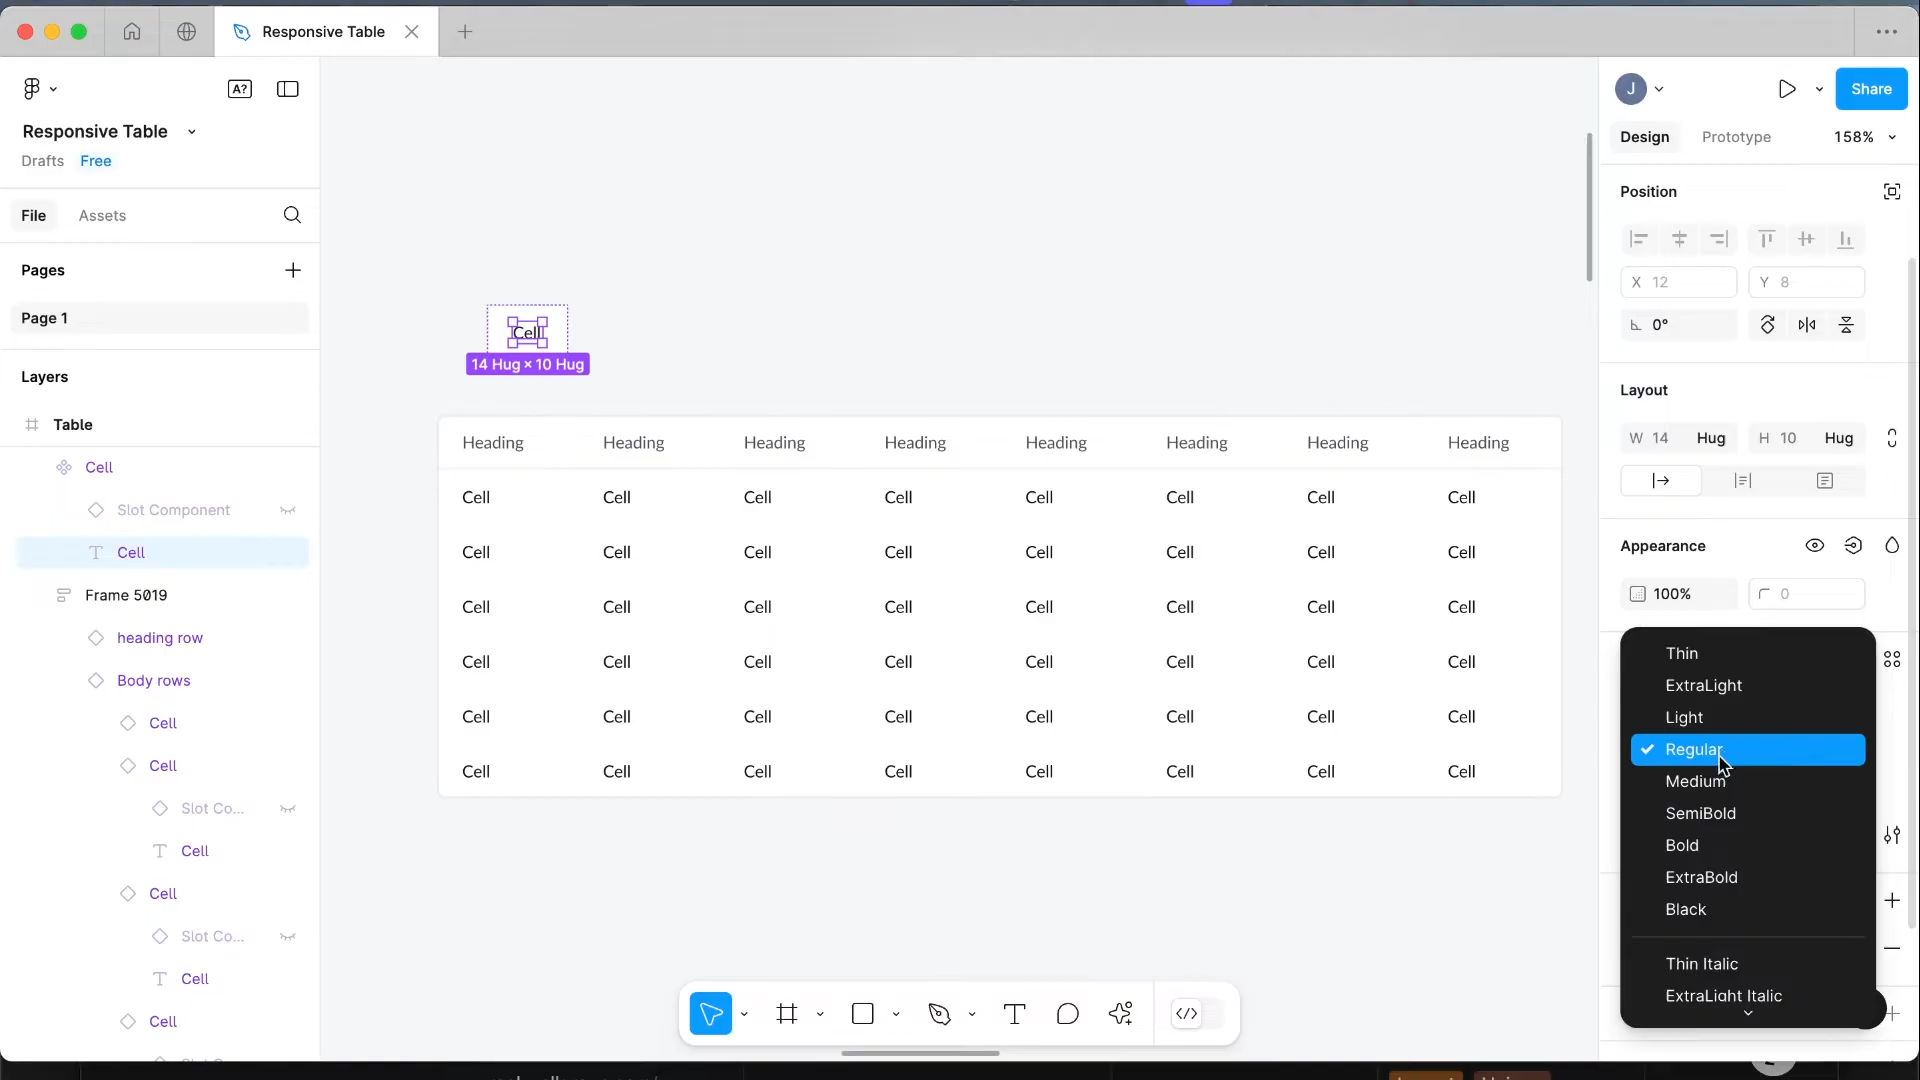 Responsive Table
A?
Responsive Table
Drafts Free
File Assets
Pages
Page 1
Layers
Table
Cell
Slot Component
Cell
Frame 5019
heading row
Body rows
Cell
Cell
Slot Co...
Cell
Cell
Slot Co...
Cell
Cell
Cell
14 Hug × 10 Hug
Heading Heading Heading Heading Heading Heading Heading Heading
Cell Cell Cell Cell Cell Cell Cell Cell
Cell Cell Cell Cell Cell Cell Cell Cell
Cell Cell Cell Cell Cell Cell Cell Cell
Cell Cell Cell Cell Cell Cell Cell Cell
Cell Cell Cell Cell Cell Cell Cell Cell
Cell Cell Cell Cell Cell Cell Cell Cell
J Share
Design Prototype 158%
Position
X 12 Y 8
0°
Layout
W 14 Hug H 10 Hug
Appearance
100% 0
Thin
ExtraLight
Light
Regular
Medium
SemiBold
Bold
ExtraBold
Black
Thin Italic
ExtraLight Italic